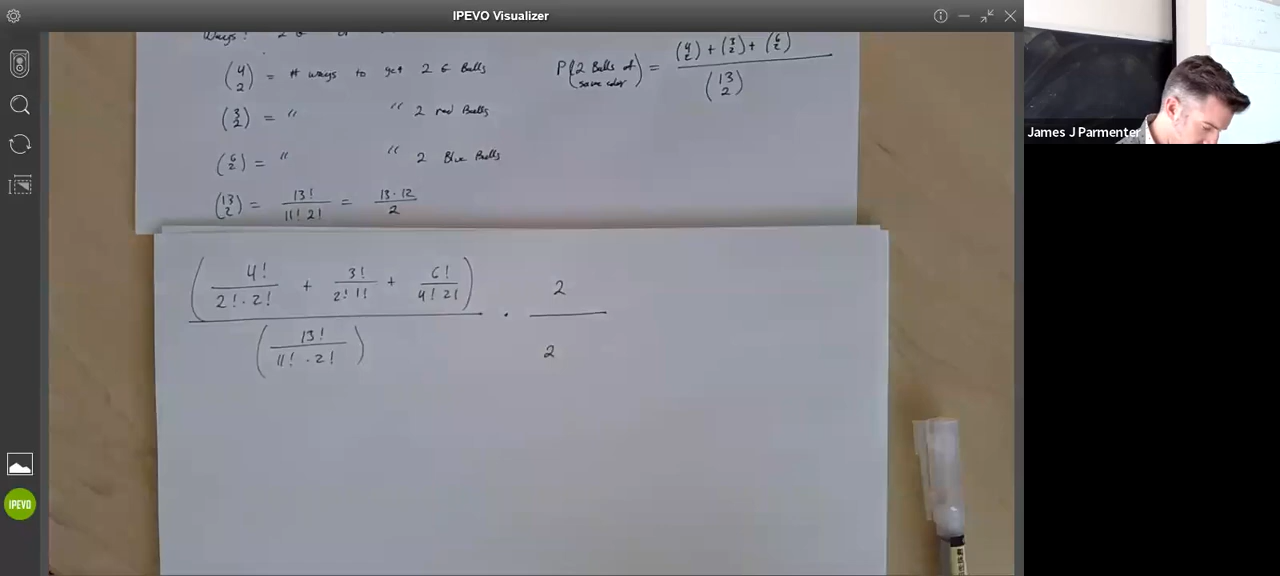 IPEVO Visualizer
Ways: 2 G
(4 2) = # ways to get 2 G Balls
(3 2) = " " 2 red Balls
(6 2) = " " 2 Blue Balls
(13 2) = 13! / 11! 2! = 13 · 12 / 2
P(2 Balls of same color) = (4 2) + (3 2) + (6 2) / (13 2)
(4! / 2! · 2! + 3! / 2! 1! + 6! / 4! 2!) / (13! / 11! · 2!) · 2 / 2
James J Parmenter
IPEVO